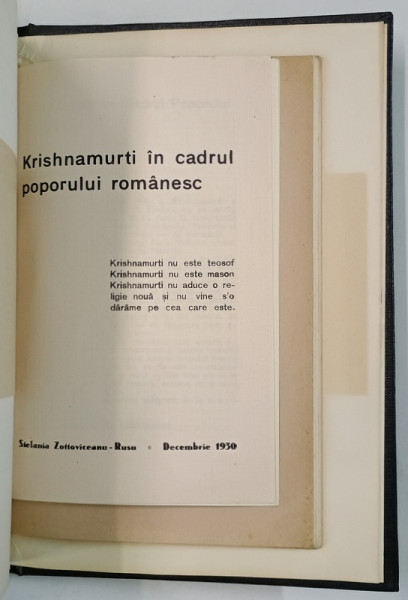 Krishnamurti în cadrul
poporului românesc
Krishnamurti nu este teosof
Krishnamurti nu este mason
Krishnamurti nu aduce o re-
ligie nouă și nu vine s'o
dărâme pe cea care este.
Stefania Zottoviceanu - Rusu • Decembrie 1930